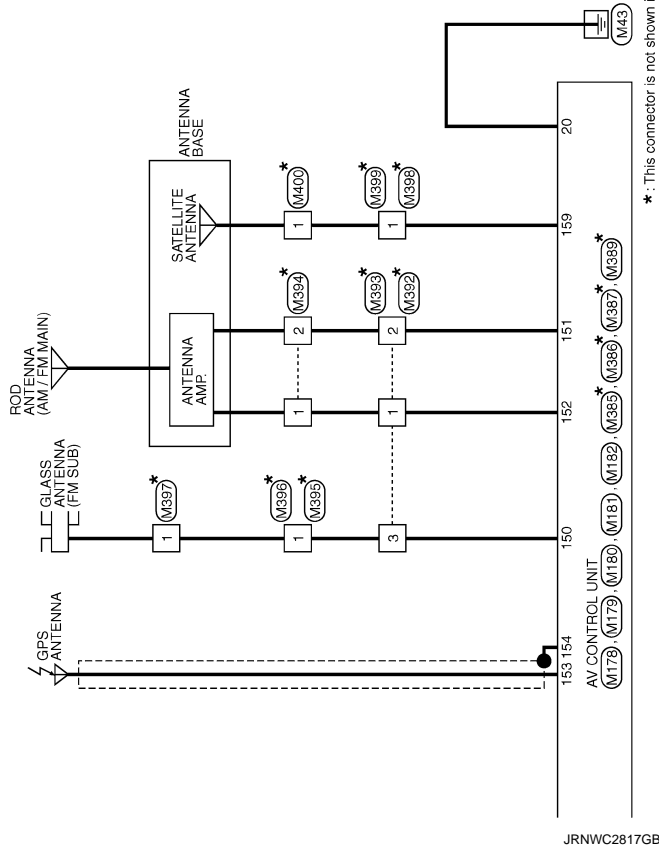 ROD
ANTENNA
(AM / FM MAIN)
GLASS
ANTENNA
(FM SUB)
GPS
ANTENNA
ANTENNA
BASE
SATELLITE
ANTENNA
ANTENNA
AMP.
1
M397
*
1
M396
*
M395
3
1
2
M394
*
1
M400
*
1
2
M393
*
M392
1
M399
*
M398
153 154
150
152
151
159
20
AV CONTROL UNIT
M178 , M179 , M180 , M181 , M182 , M385* , M386* , M387* , M389*
M43
* : This connector is not shown i
JRNWC2817GB